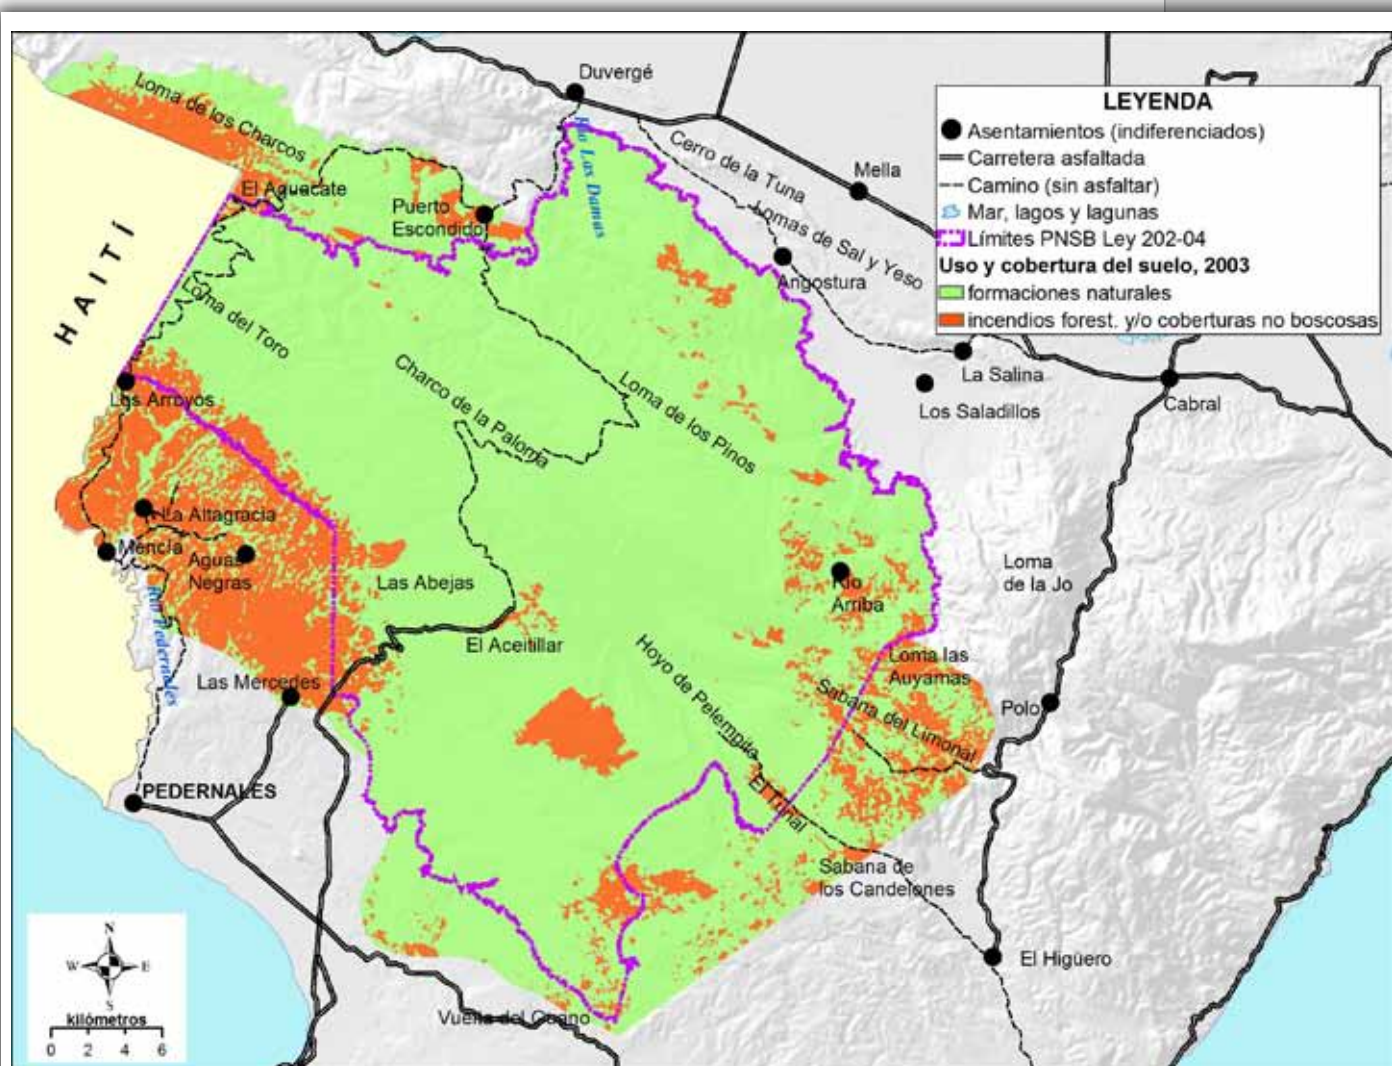 Duvergé
LEYENDA
Asentamientos (indiferenciados)
Carretera asfaltada
Camino (sin asfaltar)
Mar, lagos y lagunas
Límites PNSB Ley 202-04
Uso y cobertura del suelo, 2003
formaciones naturales
incendios forest. y/o coberturas no boscosas
Loma de los Charcos
Río Las Damas
Cerro de la Tuna
Mella
El Aguacate
Puerto
Escondido
Lomas de Sal y Yeso
Angostura
HAITÍ
Loma del Toro
Charco de la Paloma
Loma de los Pinos
La Salina
Los Saladillos
Cabral
Los Arroyos
La Altagracia
Mencía
Aguas
Negras
Las Abejas
Río
Arriba
Loma
de la Jo
Río Pedernales
El Aceitillar
Hoyo de Pelempito
Loma las
Auyamas
Sabana del Limonal
Las Mercedes
Polo
PEDERNALES
El Tunal
Sabana de
los Candelones
El Higüero
Vuelta del Guano
N
W E
S
kilómetros
0 2 4 6